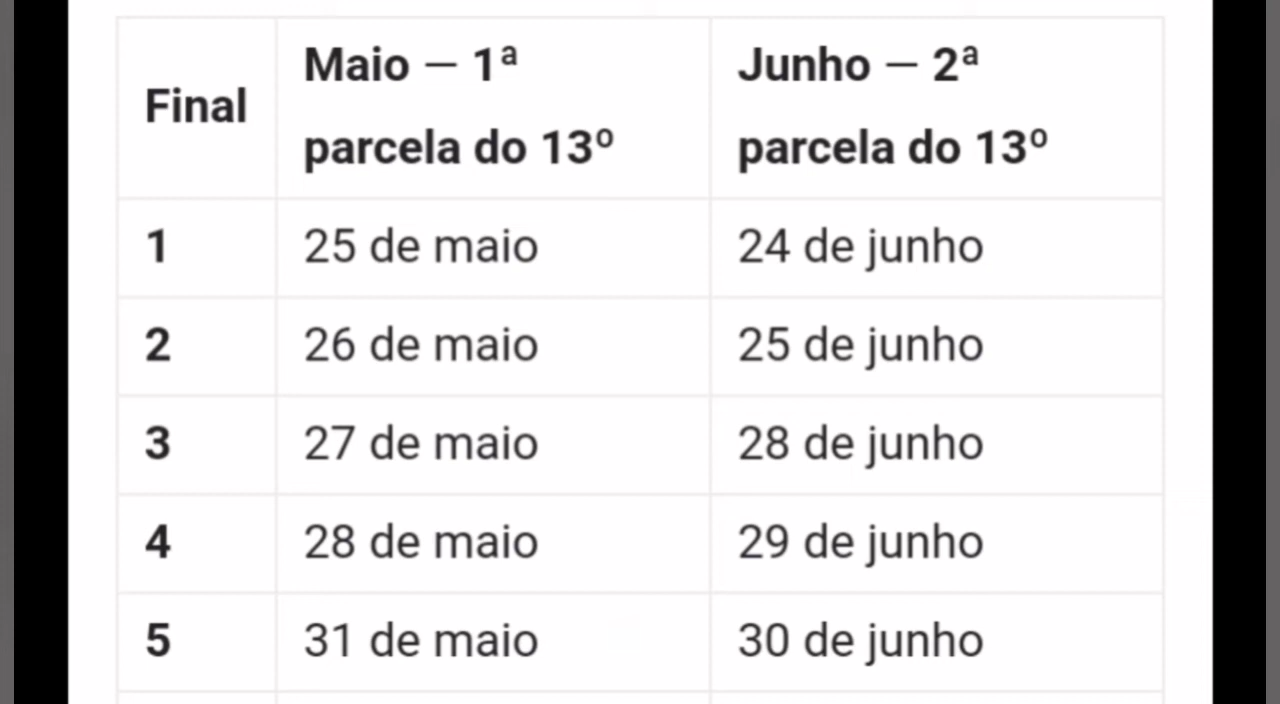 Final
Maio — 1ª
parcela do 13º
Junho — 2ª
parcela do 13º
1 25 de maio 24 de junho
2 26 de maio 25 de junho
3 27 de maio 28 de junho
4 28 de maio 29 de junho
5 31 de maio 30 de junho